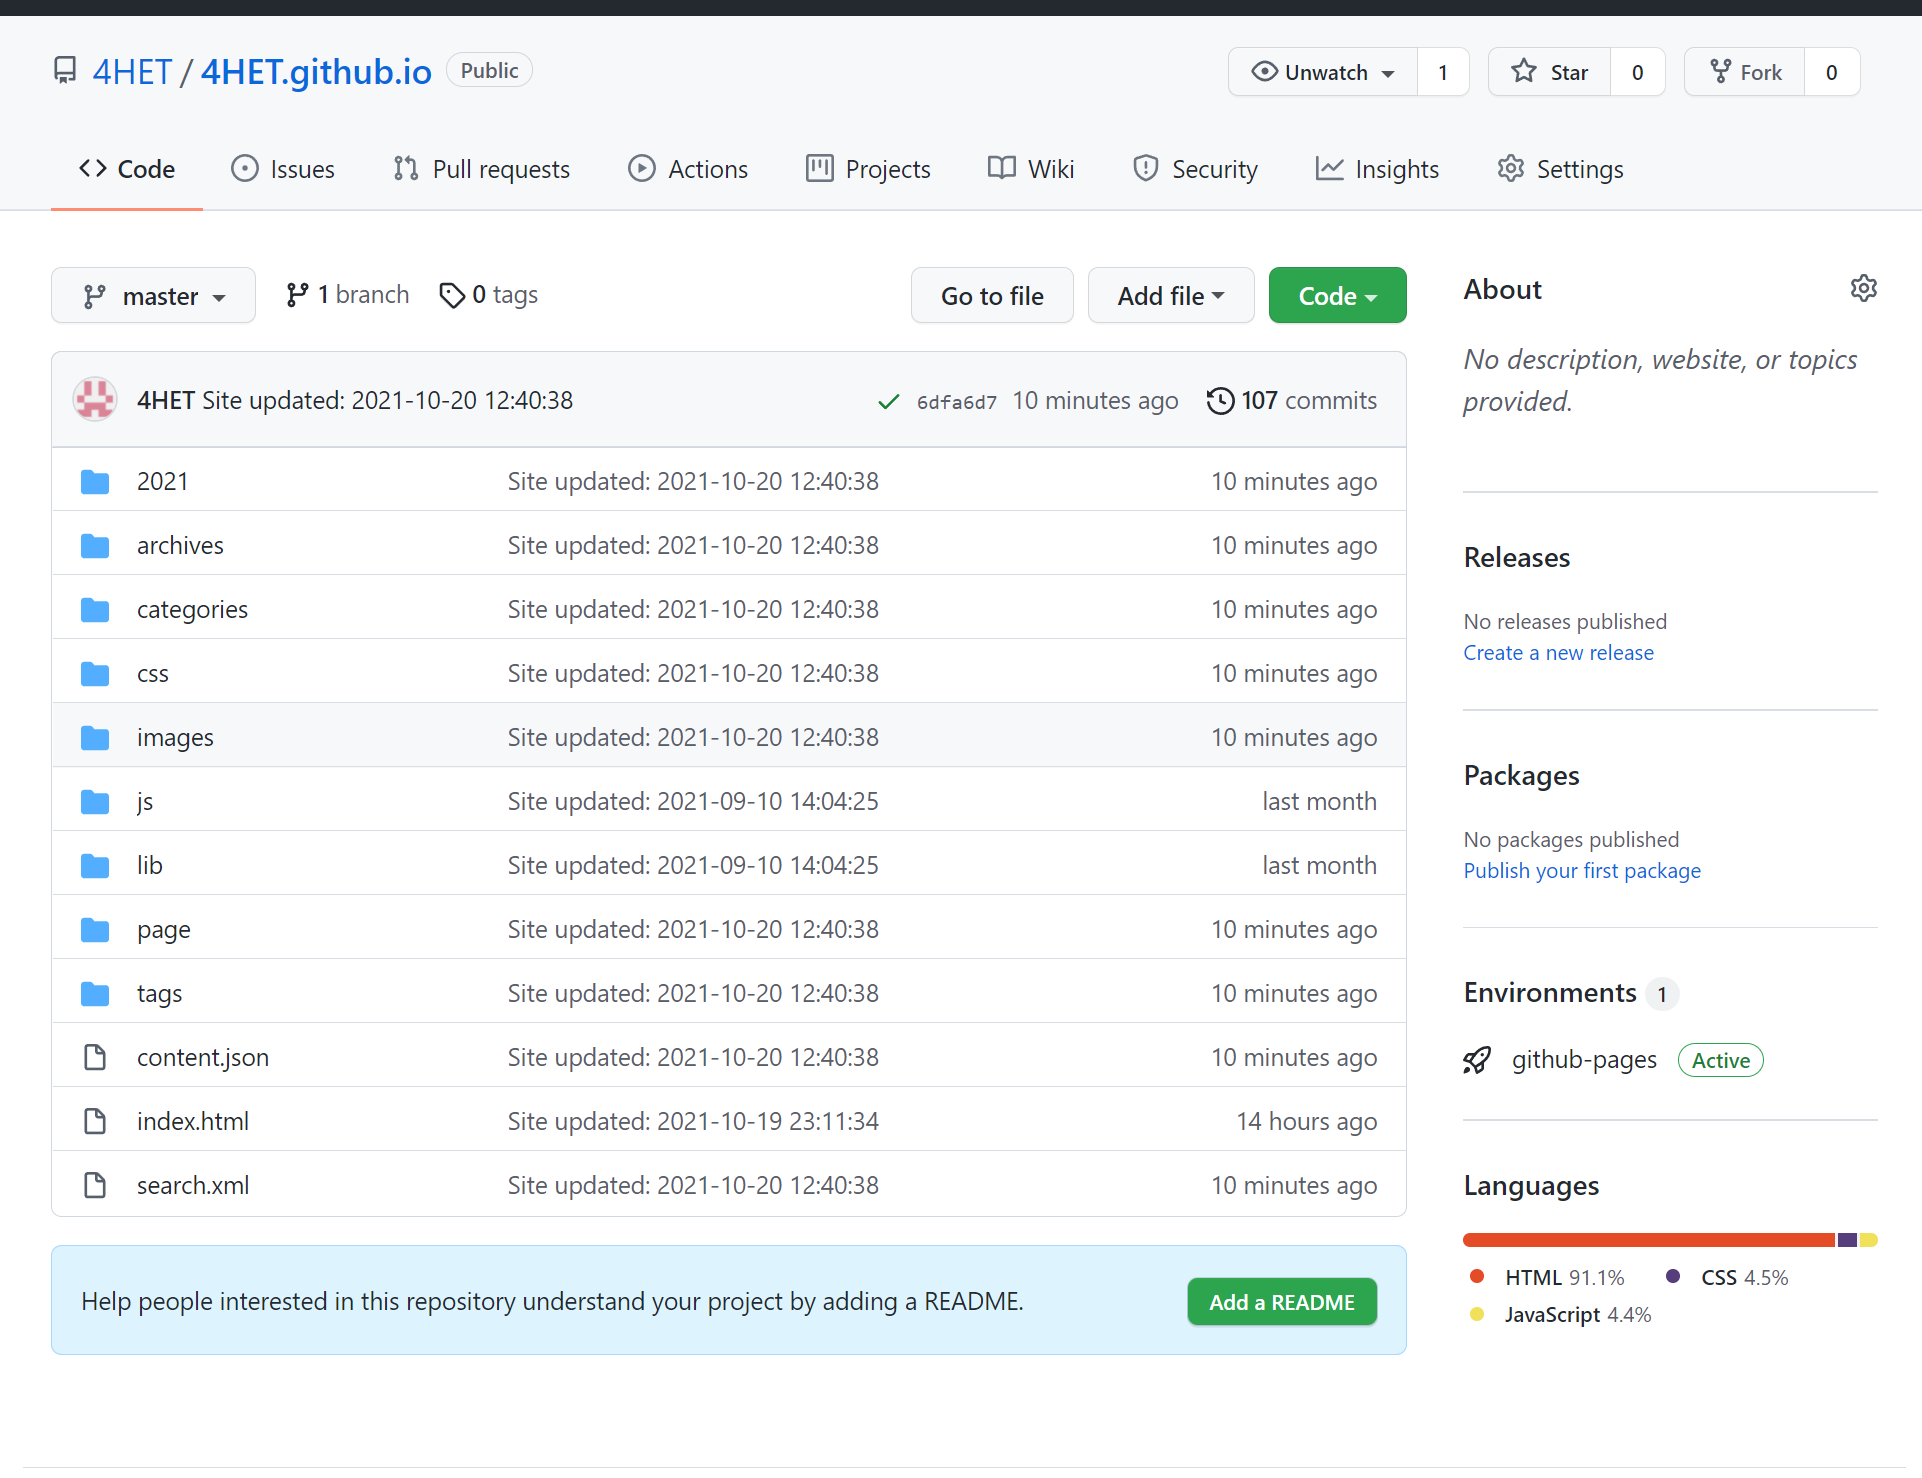 4HET / 4HET.github.io Public Unwatch 1 Star 0 Fork 0
Code Issues Pull requests Actions Projects Wiki Security Insights Settings
master 1 branch 0 tags Go to file Add file Code
4HET Site updated: 2021-10-20 12:40:38 6dfa6d7 10 minutes ago 107 commits
2021 Site updated: 2021-10-20 12:40:38 10 minutes ago
archives Site updated: 2021-10-20 12:40:38 10 minutes ago
categories Site updated: 2021-10-20 12:40:38 10 minutes ago
css Site updated: 2021-10-20 12:40:38 10 minutes ago
images Site updated: 2021-10-20 12:40:38 10 minutes ago
js Site updated: 2021-09-10 14:04:25 last month
lib Site updated: 2021-09-10 14:04:25 last month
page Site updated: 2021-10-20 12:40:38 10 minutes ago
tags Site updated: 2021-10-20 12:40:38 10 minutes ago
content.json Site updated: 2021-10-20 12:40:38 10 minutes ago
index.html Site updated: 2021-10-19 23:11:34 14 hours ago
search.xml Site updated: 2021-10-20 12:40:38 10 minutes ago
Help people interested in this repository understand your project by adding a README. Add a README
About
No description, website, or topics
provided.
Releases
No releases published
Create a new release
Packages
No packages published
Publish your first package
Environments 1
github-pages Active
Languages
HTML 91.1% CSS 4.5%
JavaScript 4.4%